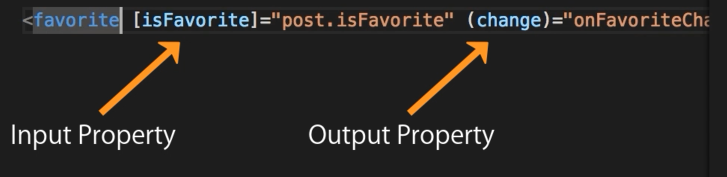 <favorite [isFavorite]="post.isFavorite" (change)="onFavoriteCha
Input Property
Output Property